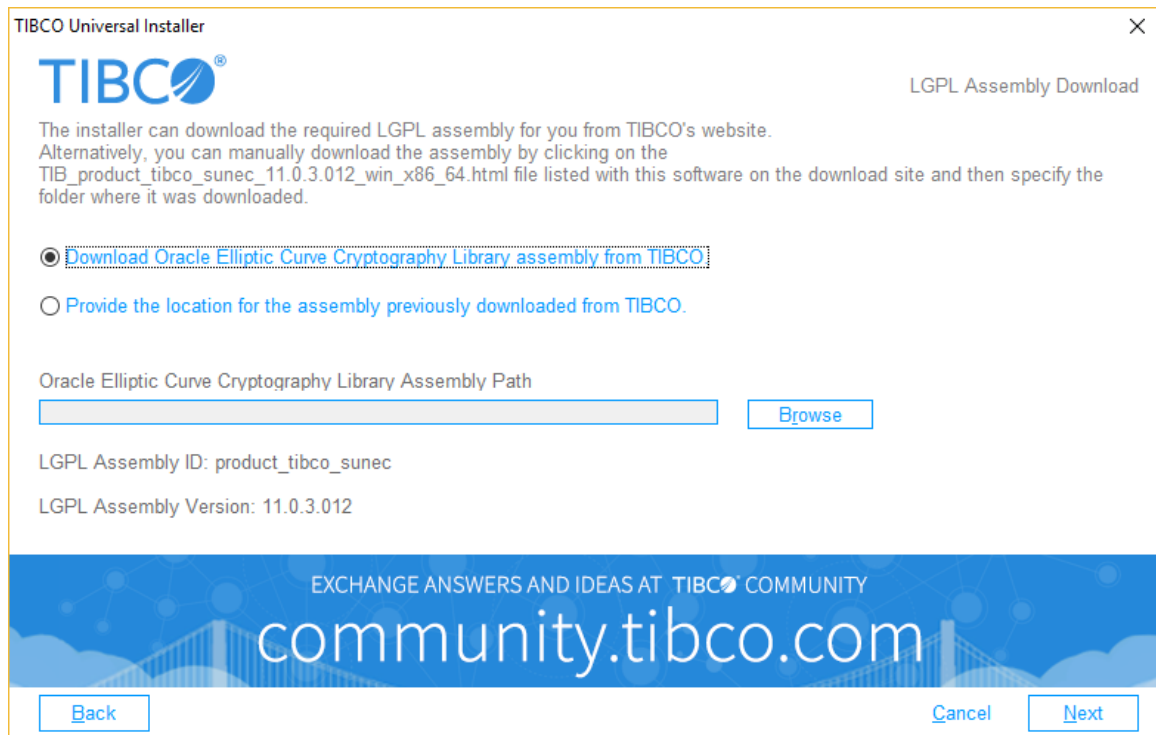 TIBCO Universal Installer
TIBCO®
LGPL Assembly Download
The installer can download the required LGPL assembly for you from TIBCO's website.
Alternatively, you can manually download the assembly by clicking on the
TIB_product_tibco_sunec_11.0.3.012_win_x86_64.html file listed with this software on the download site and then specify the
folder where it was downloaded.
Download Oracle Elliptic Curve Cryptography Library assembly from TIBCO.
Provide the location for the assembly previously downloaded from TIBCO.
Oracle Elliptic Curve Cryptography Library Assembly Path
Browse
LGPL Assembly ID: product_tibco_sunec
LGPL Assembly Version: 11.0.3.012
EXCHANGE ANSWERS AND IDEAS AT TIBCO® COMMUNITY
community.tibco.com
Back
Cancel
Next